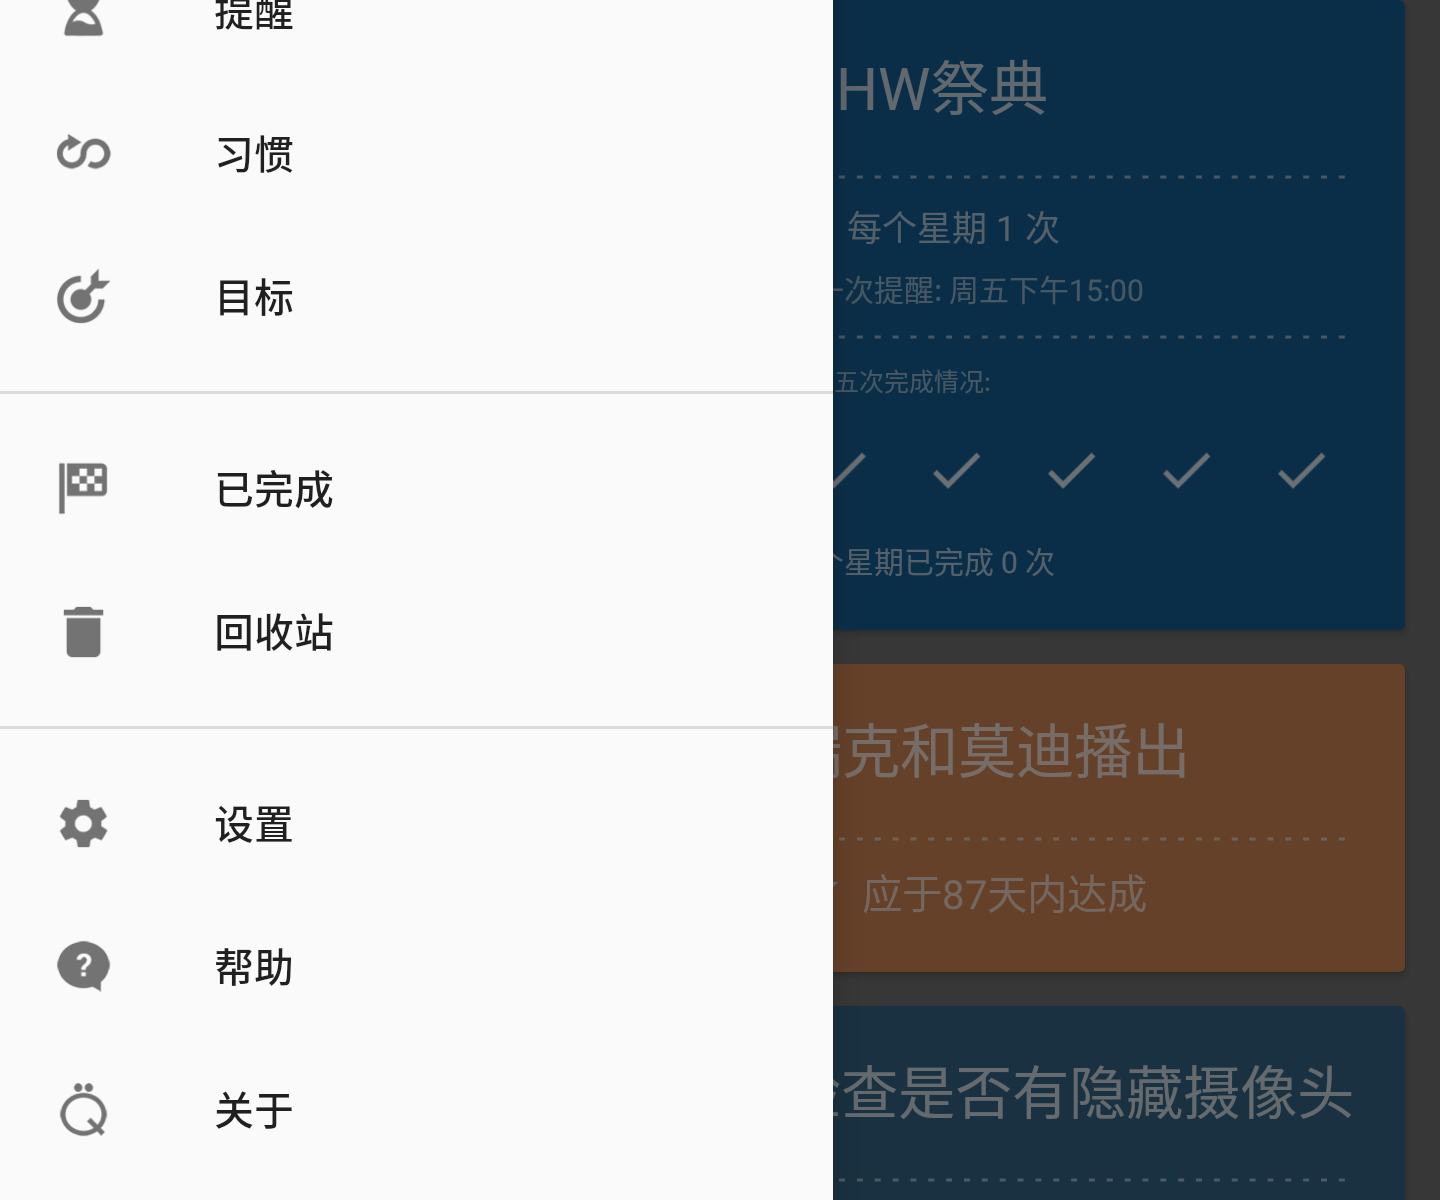 提醒
习惯
目标
已完成
回收站
设置
帮助
关于
HW祭典
每个星期 1 次
次提醒: 周五下午15:00
五次完成情况:
星期已完成 0 次
克和莫迪播出
应于87天内达成
查是否有隐藏摄像头